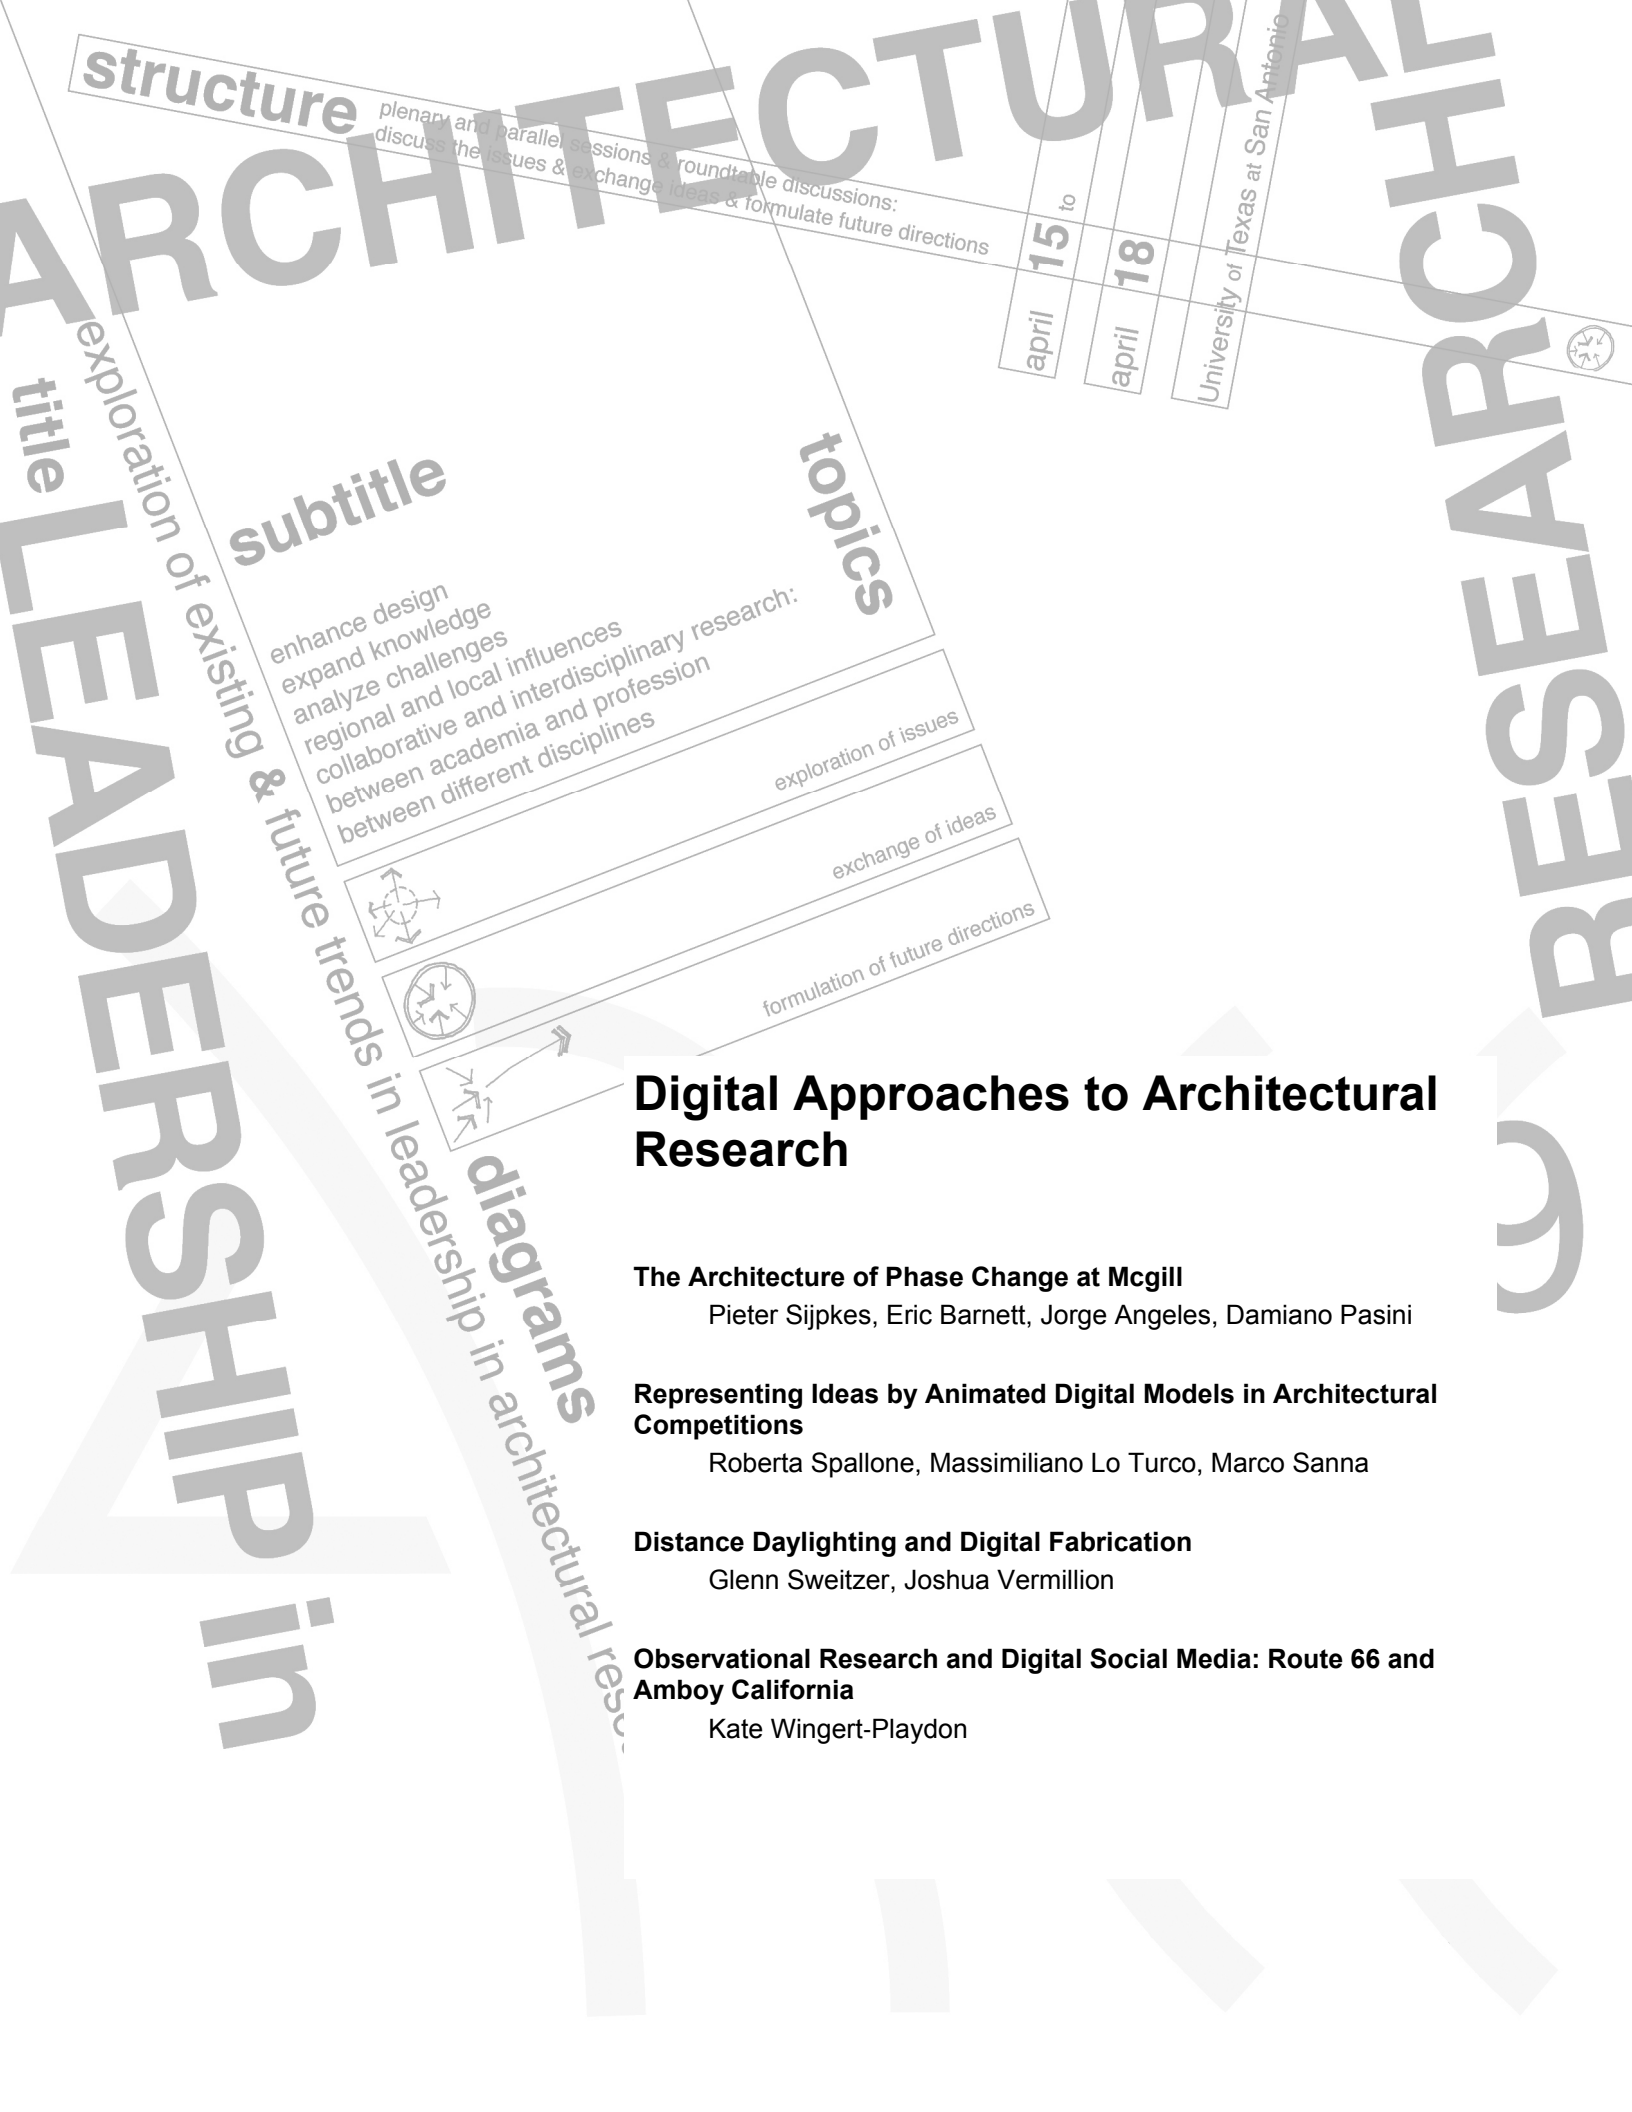 structure
plenary and parallel sessions & roundtable discussions:
discuss the issues & exchange ideas & formulate future directions
april 15 to
april 18
University of Texas at San Antonio
title
LEADERSHIP in
ARCHITECTURAL
RESEARCH
exploration of existing & future trends in leadership in architectural
subtitle
enhance design
expand knowledge
analyze challenges
regional and local influences
collaborative and interdisciplinary research:
between academia and profession
between different disciplines
topics
exploration of issues
exchange of ideas
formulation of future directions
diagrams
Digital Approaches to Architectural
Research
The Architecture of Phase Change at Mcgill
Pieter Sijpkes, Eric Barnett, Jorge Angeles, Damiano Pasini
Representing Ideas by Animated Digital Models in Architectural
Competitions
Roberta Spallone, Massimiliano Lo Turco, Marco Sanna
Distance Daylighting and Digital Fabrication
Glenn Sweitzer, Joshua Vermillion
Observational Research and Digital Social Media: Route 66 and
Amboy California
Kate Wingert-Playdon